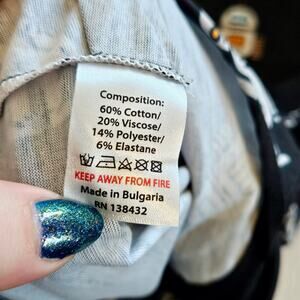 Composition:
60% Cotton/
20% Viscose/
14% Polyester/
6% Elastane
KEEP AWAY FROM FIRE
Made in Bulgaria
RN 138432